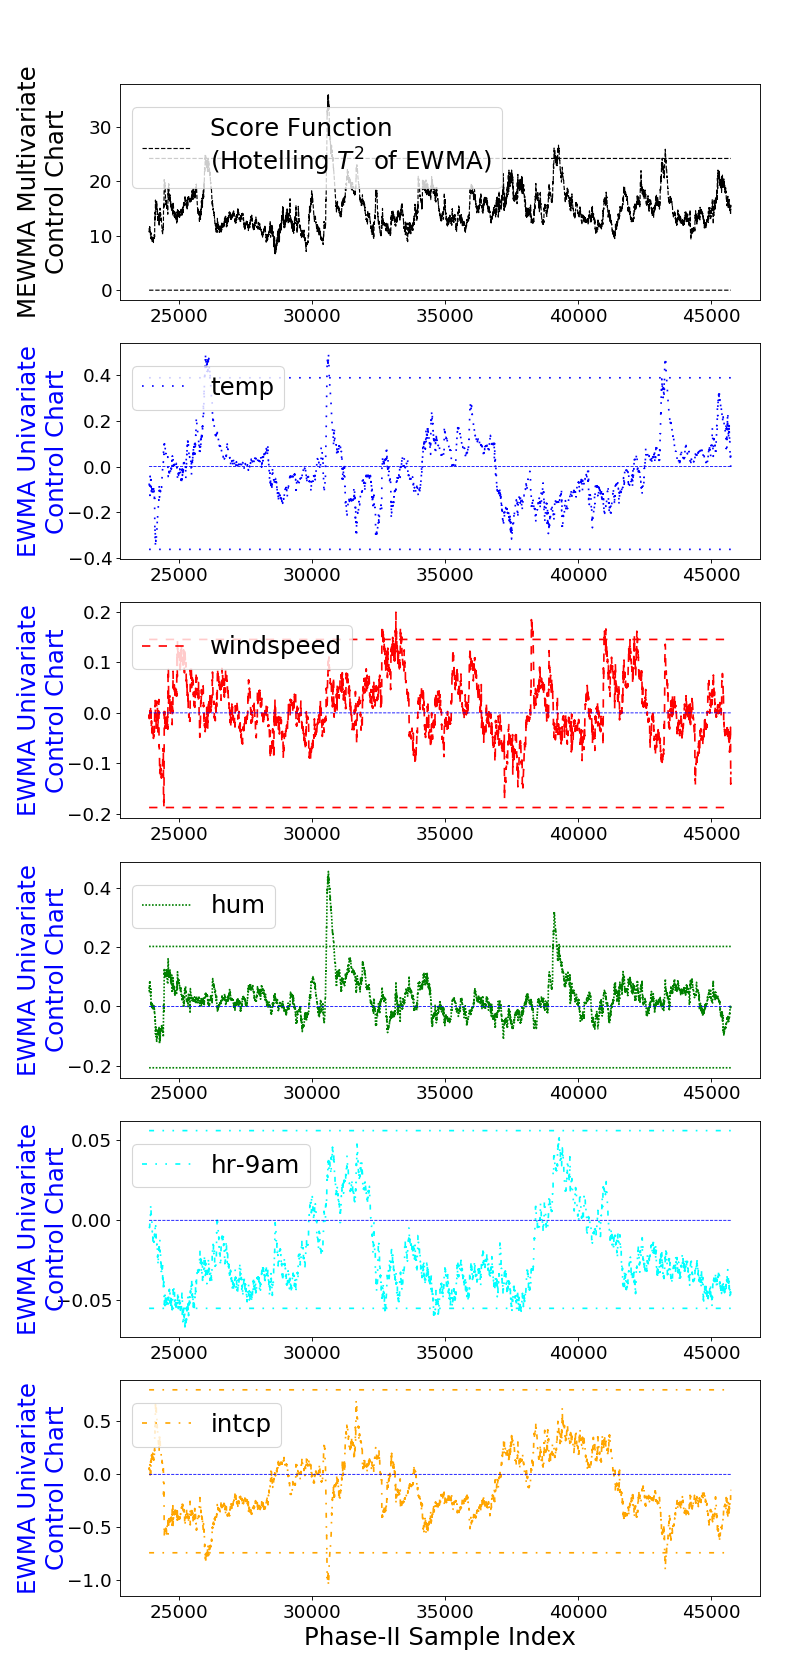 MEWMA Multivariate
Control Chart
Score Function
(Hotelling T² of EWMA)
30
20
10
0
25000 30000 35000 40000 45000
EWMA Univariate
Control Chart
temp
0.4
0.2
0.0
−0.2
−0.4
25000 30000 35000 40000 45000
EWMA Univariate
Control Chart
windspeed
0.2
0.1
0.0
−0.1
−0.2
25000 30000 35000 40000 45000
EWMA Univariate
Control Chart
hum
0.4
0.2
0.0
−0.2
25000 30000 35000 40000 45000
EWMA Univariate
Control Chart
hr-9am
0.05
0.00
−0.05
25000 30000 35000 40000 45000
EWMA Univariate
Control Chart
intcp
0.5
0.0
−0.5
−1.0
25000 30000 35000 40000 45000
Phase-II Sample Index